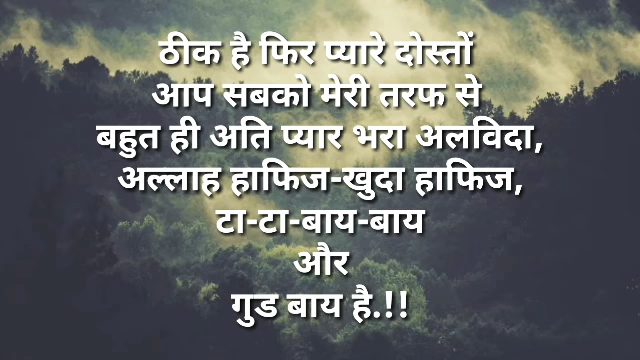 ठीक है फिर प्यारे दोस्तों
आप सबको मेरी तरफ से
बहुत ही अति प्यार भरा अलविदा,
अल्लाह हाफिज-खुदा हाफिज,
टा-टा-बाय-बाय
और
गुड बाय है.!!